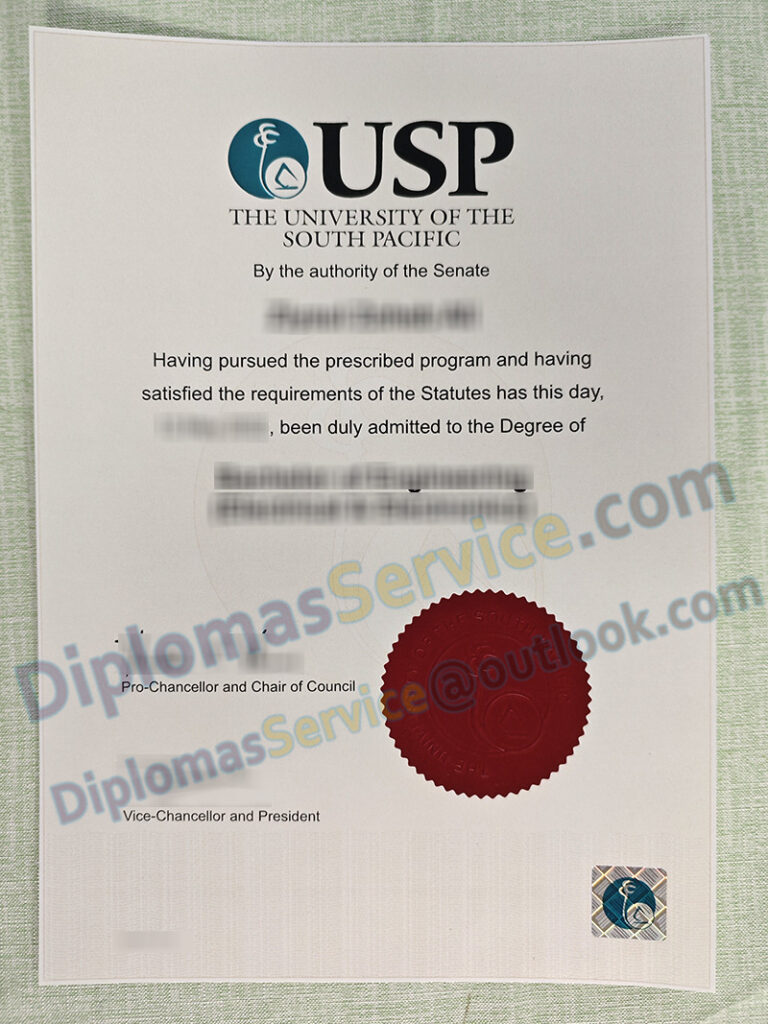 USP
THE UNIVERSITY OF THE
SOUTH PACIFIC
By the authority of the Senate
Having pursued the prescribed program and having
satisfied the requirements of the Statutes has this day,
, been duly admitted to the Degree of
DiplomasService.com
Pro-Chancellor and Chair of Council
DiplomasService@outlook.com
Vice-Chancellor and President